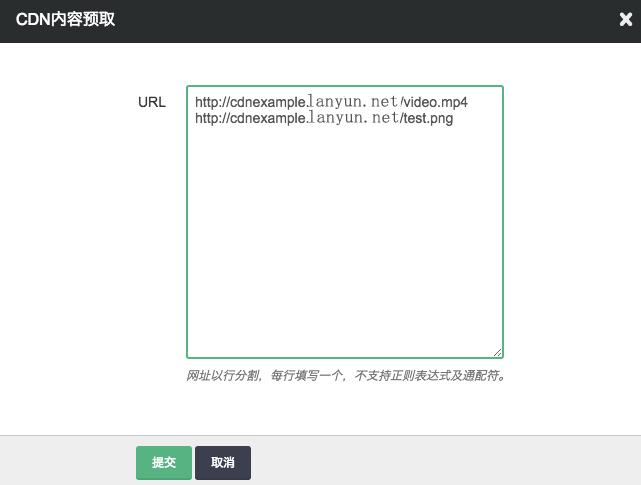 CDN内容预取
URL
http://cdnexample.lanyun.net/video.mp4
http://cdnexample.lanyun.net/test.png
网址以行分割，每行填写一个，不支持正则表达式及通配符。
提交 取消